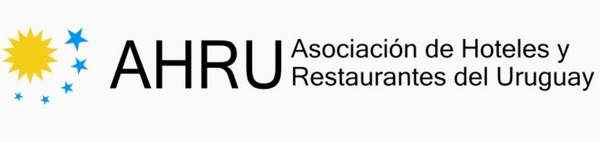 AHRU
Asociación de Hoteles y
Restaurantes del Uruguay